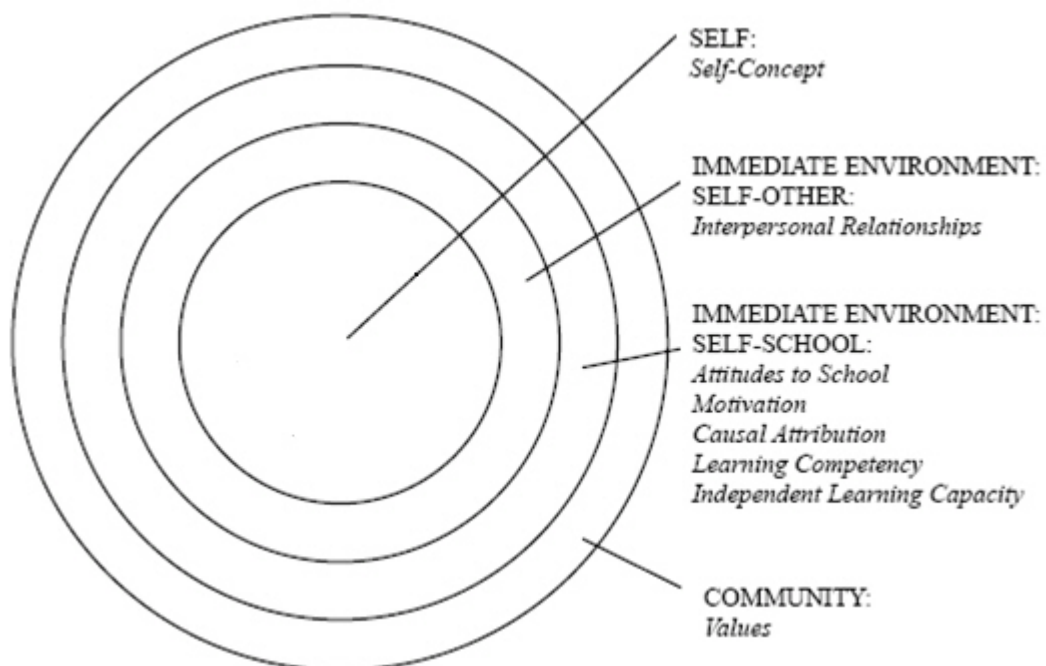 SELF:
Self-Concept
IMMEDIATE ENVIRONMENT:
SELF-OTHER:
Interpersonal Relationships
IMMEDIATE ENVIRONMENT:
SELF-SCHOOL:
Attitudes to School
Motivation
Causal Attribution
Learning Competency
Independent Learning Capacity
COMMUNITY:
Values